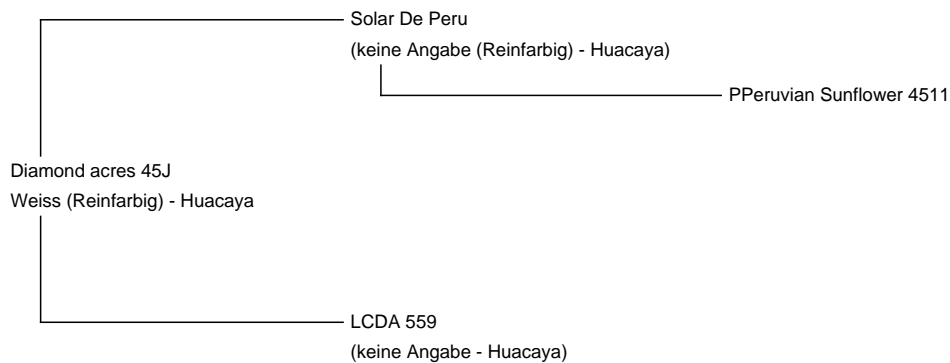 Solar De Peru
(keine Angabe (Reinfarbig) - Huacaya)
PPeruvian Sunflower 4511
Diamond acres 45J
Weiss (Reinfarbig) - Huacaya
LCDA 559
(keine Angabe - Huacaya)